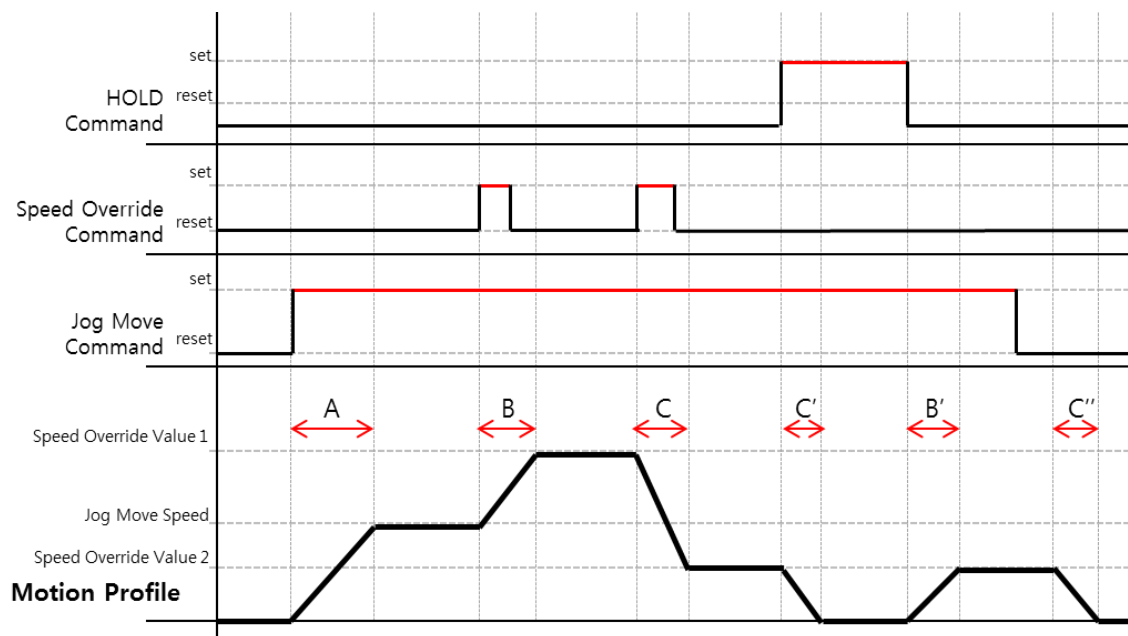 set
HOLD reset
Command
set
Speed Override
reset
Command
set
Jog Move
reset
Command
A B C C’ B’ C’’
Speed Override Value 1
Jog Move Speed
Speed Override Value 2
Motion Profile